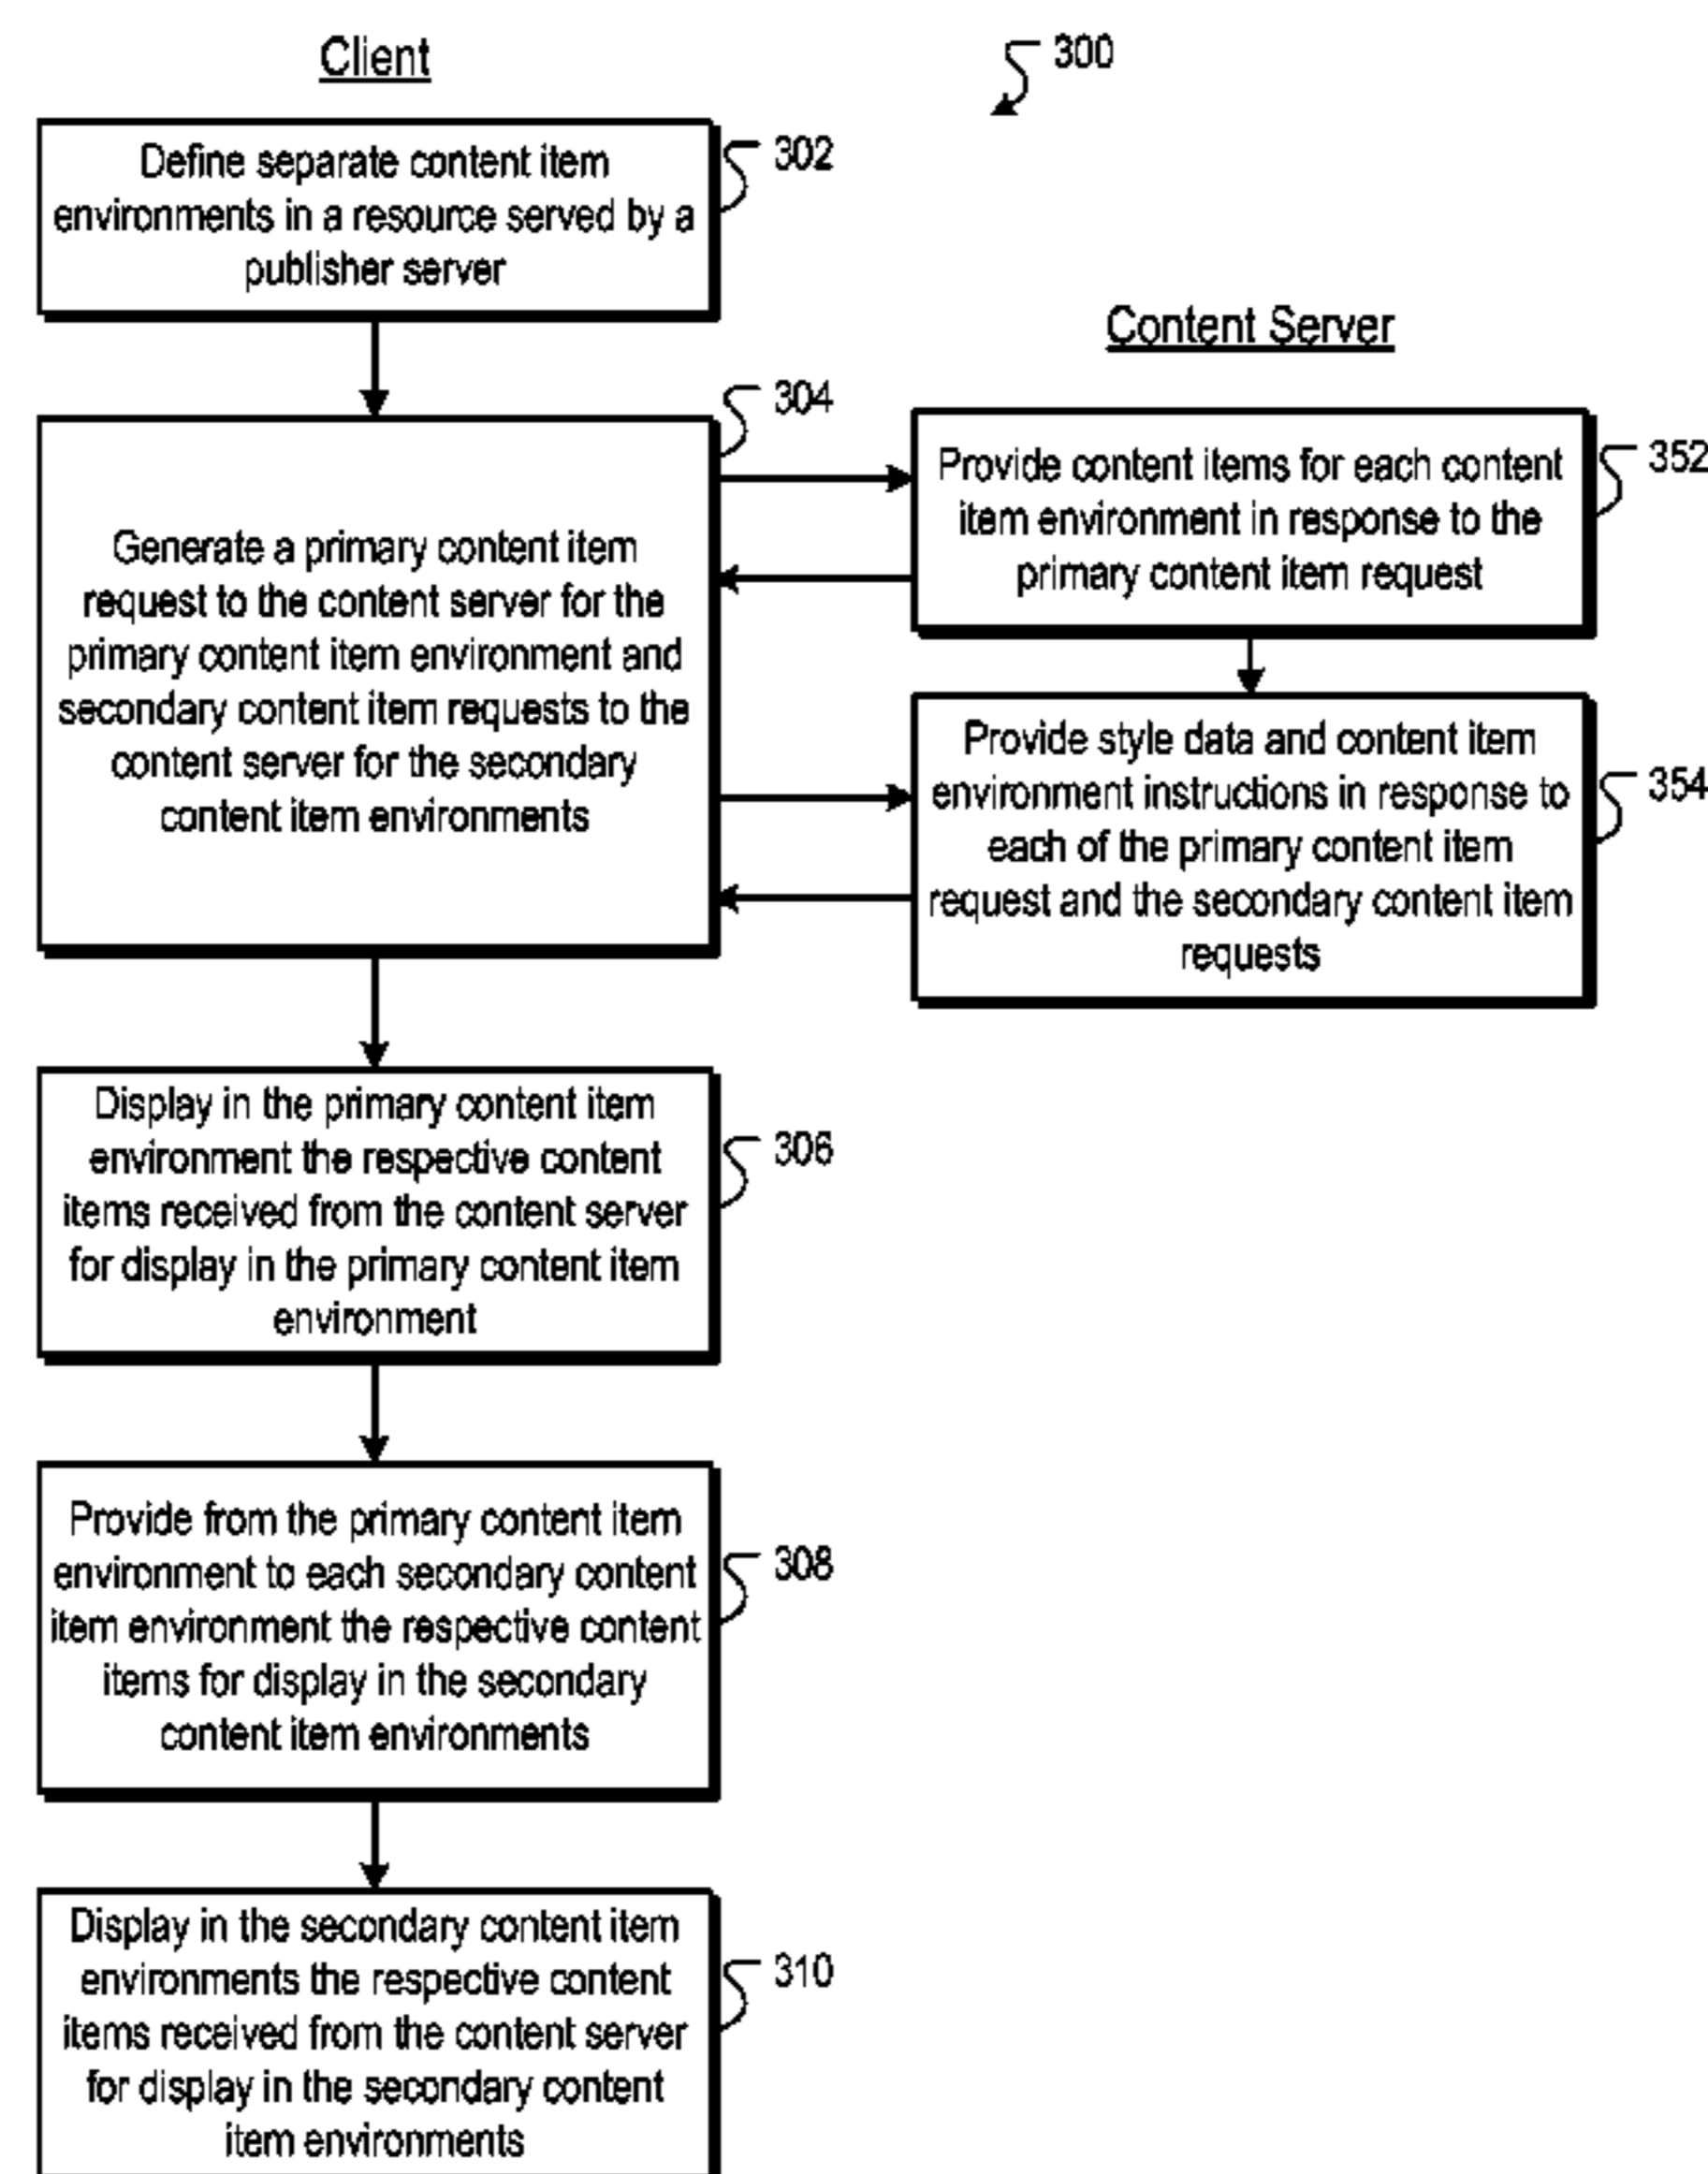 Client
300
Define separate content item
environments in a resource served by a
publisher server
302
Content Server
304
Generate a primary content item
request to the content server for the
primary content item environment and
secondary content item requests to the
content server for the secondary
content item environments
Provide content items for each content
item environment in response to the
primary content item request
352
Provide style data and content item
environment instructions in response to
each of the primary content item
request and the secondary content item
requests
354
Display in the primary content item
environment the respective content
items received from the content server
for display in the primary content item
environment
306
Provide from the primary content item
environment to each secondary content
item environment the respective content
items for display in the secondary
content item environments
308
Display in the secondary content item
environments the respective content
items received from the content server
for display in the secondary content
item environments
310